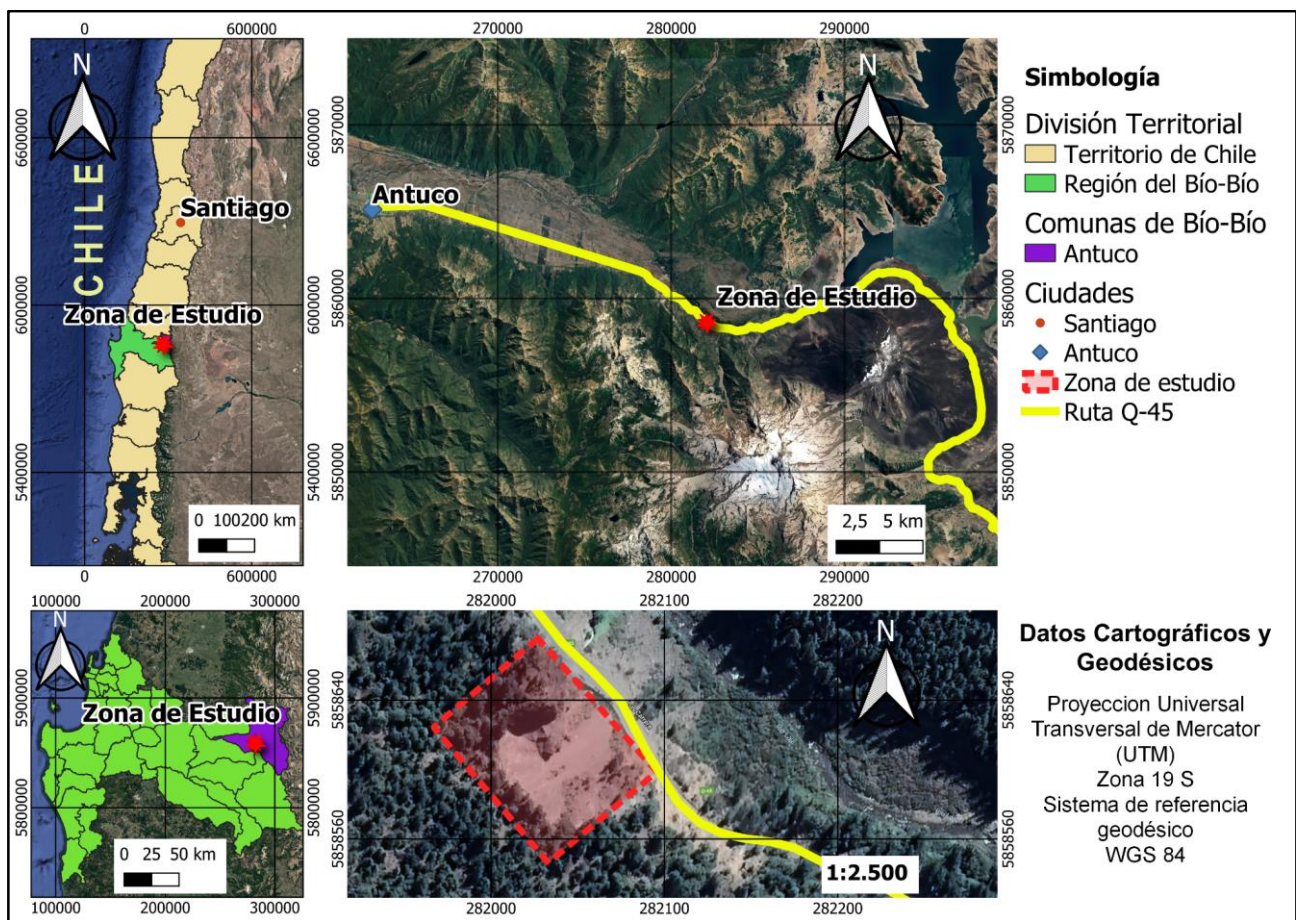 0
600000
N
6600000
6600000
CHILE
Santiago
6000000
6000000
Zona de Estudio
5400000
5400000
0 100200 km
0
600000
270000
280000
290000
N
5870000
5870000
Antuco
Zona de Estudio
5860000
5860000
5850000
5850000
2,5 5 km
270000
280000
290000
Simbología
División Territorial
Territorio de Chile
Región del Bío-Bío
Comunas de Bío-Bío
Antuco
Ciudades
Santiago
Antuco
Zona de estudio
Ruta Q-45
100000
200000
300000
N
5900000
5900000
Zona de Estudio
5800000
5800000
0 25 50 km
100000
200000
300000
282000
282100
282200
N
5858640
5858640
5858560
5858560
1:2.500
282000
282100
282200
Datos Cartográficos y
Geodésicos
Proyeccion Universal
Transversal de Mercator
(UTM)
Zona 19 S
Sistema de referencia
geodésico
WGS 84